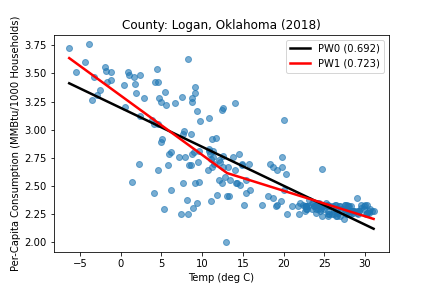 County: Logan, Oklahoma (2018)
Per-Capita Consumption (MMBtu/1000 Households)
3.75
3.50
3.25
3.00
2.75
2.50
2.25
2.00
PW0 (0.692)
PW1 (0.723)
−5 0 5 10 15 20 25 30
Temp (deg C)